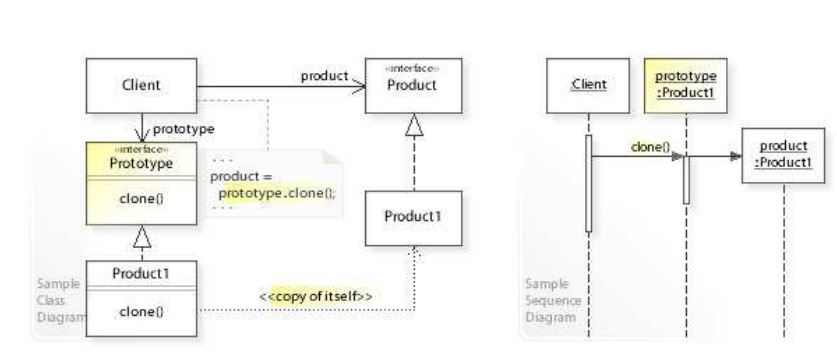 Client
product
«interface»
Product
prototype
«interface»
Prototype
clone()
. . .
product =
prototype.clone();
. . .
Product1
Product1
clone()
<<copy of itself>>
Sample
Class
Diagram
:Client
prototype
:Product1
clone()
product
:Product1
Sample
Sequence
Diagram